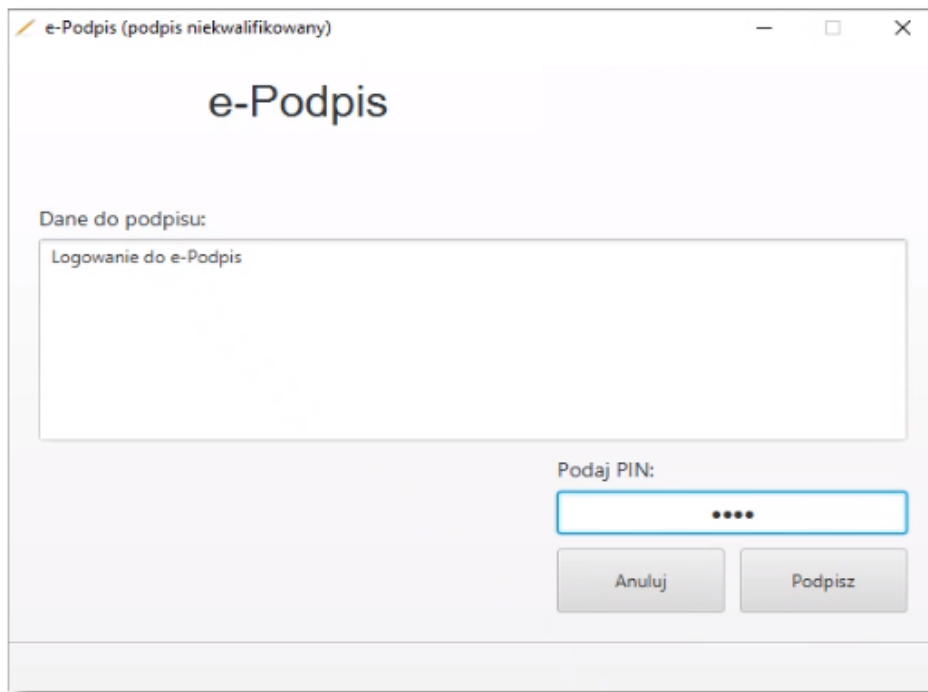 e-Podpis (podpis niekwalifikowany)
e-Podpis
Dane do podpisu:
Logowanie do e-Podpis
Podaj PIN:
••••
Anuluj Podpisz